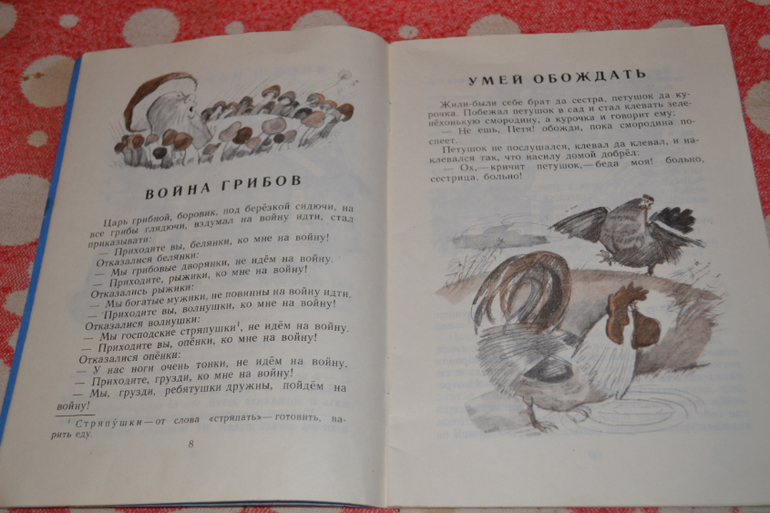 ВОЙНА ГРИБОВ
Царь грибной, боровик, под берёзкой сидючи, на
все грибы глядючи, вздумал на войну идти, стал
приказывати:
— Приходите вы, белянки, ко мне на войну!
Отказалися белянки:
— Мы грибовые дворянки, не идём на войну.
— Приходите, рыжики, ко мне на войну!
Отказались рыжики:
— Мы богатые мужики, не повинны на войну идти.
— Приходите вы, волнушки, ко мне на войну!
Отказалися волнушки:
— Мы господские стряпушки¹, не идём на войну.
— Приходите вы, опёнки, ко мне на войну!
Отказалися опёнки:
— У нас ноги очень тонки, не идём на войну.
— Приходите, грузди, ко мне на войну!
— Мы, грузди, ребятушки дружны, пойдём на
войну!
¹ Стряпу́шки — от слова «стряпать» — готовить, ва-
рить еду.
8
УМЕЙ ОБОЖДАТЬ
Жили-были себе брат да сестра, петушок да ку-
рочка. Побежал петушок в сад и стал клевать зеле-
нёхонькую смородину, а курочка и говорит ему:
— Не ешь, Петя! обожди, пока смородина по-
спеет.
Петушок не послушался, клевал да клевал, и на-
клевался так, что насилу домой добрёл:
— Ох,— кричит петушок,— беда моя! больно,
сестрица, больно!